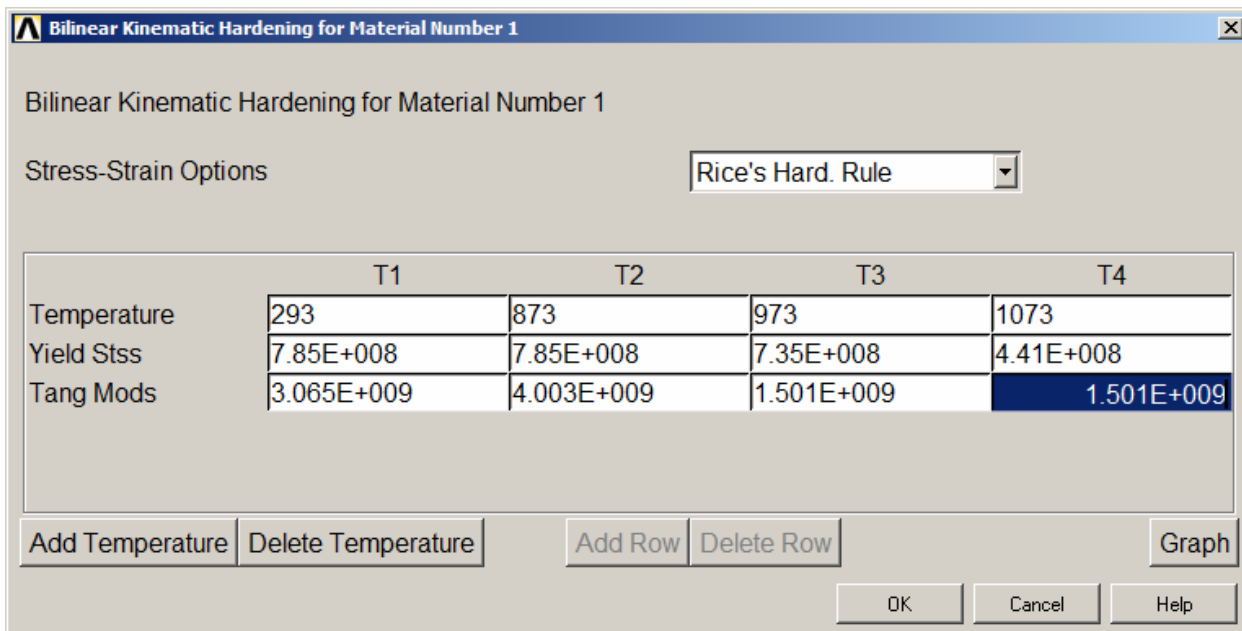 Bilinear Kinematic Hardening for Material Number 1
Bilinear Kinematic Hardening for Material Number 1
Stress-Strain Options Rice's Hard. Rule
T1 T2 T3 T4
Temperature 293 873 973 1073
Yield Stss 7.85E+008 7.85E+008 7.35E+008 4.41E+008
Tang Mods 3.065E+009 4.003E+009 1.501E+009 1.501E+009
Add Temperature Delete Temperature Add Row Delete Row Graph
OK Cancel Help